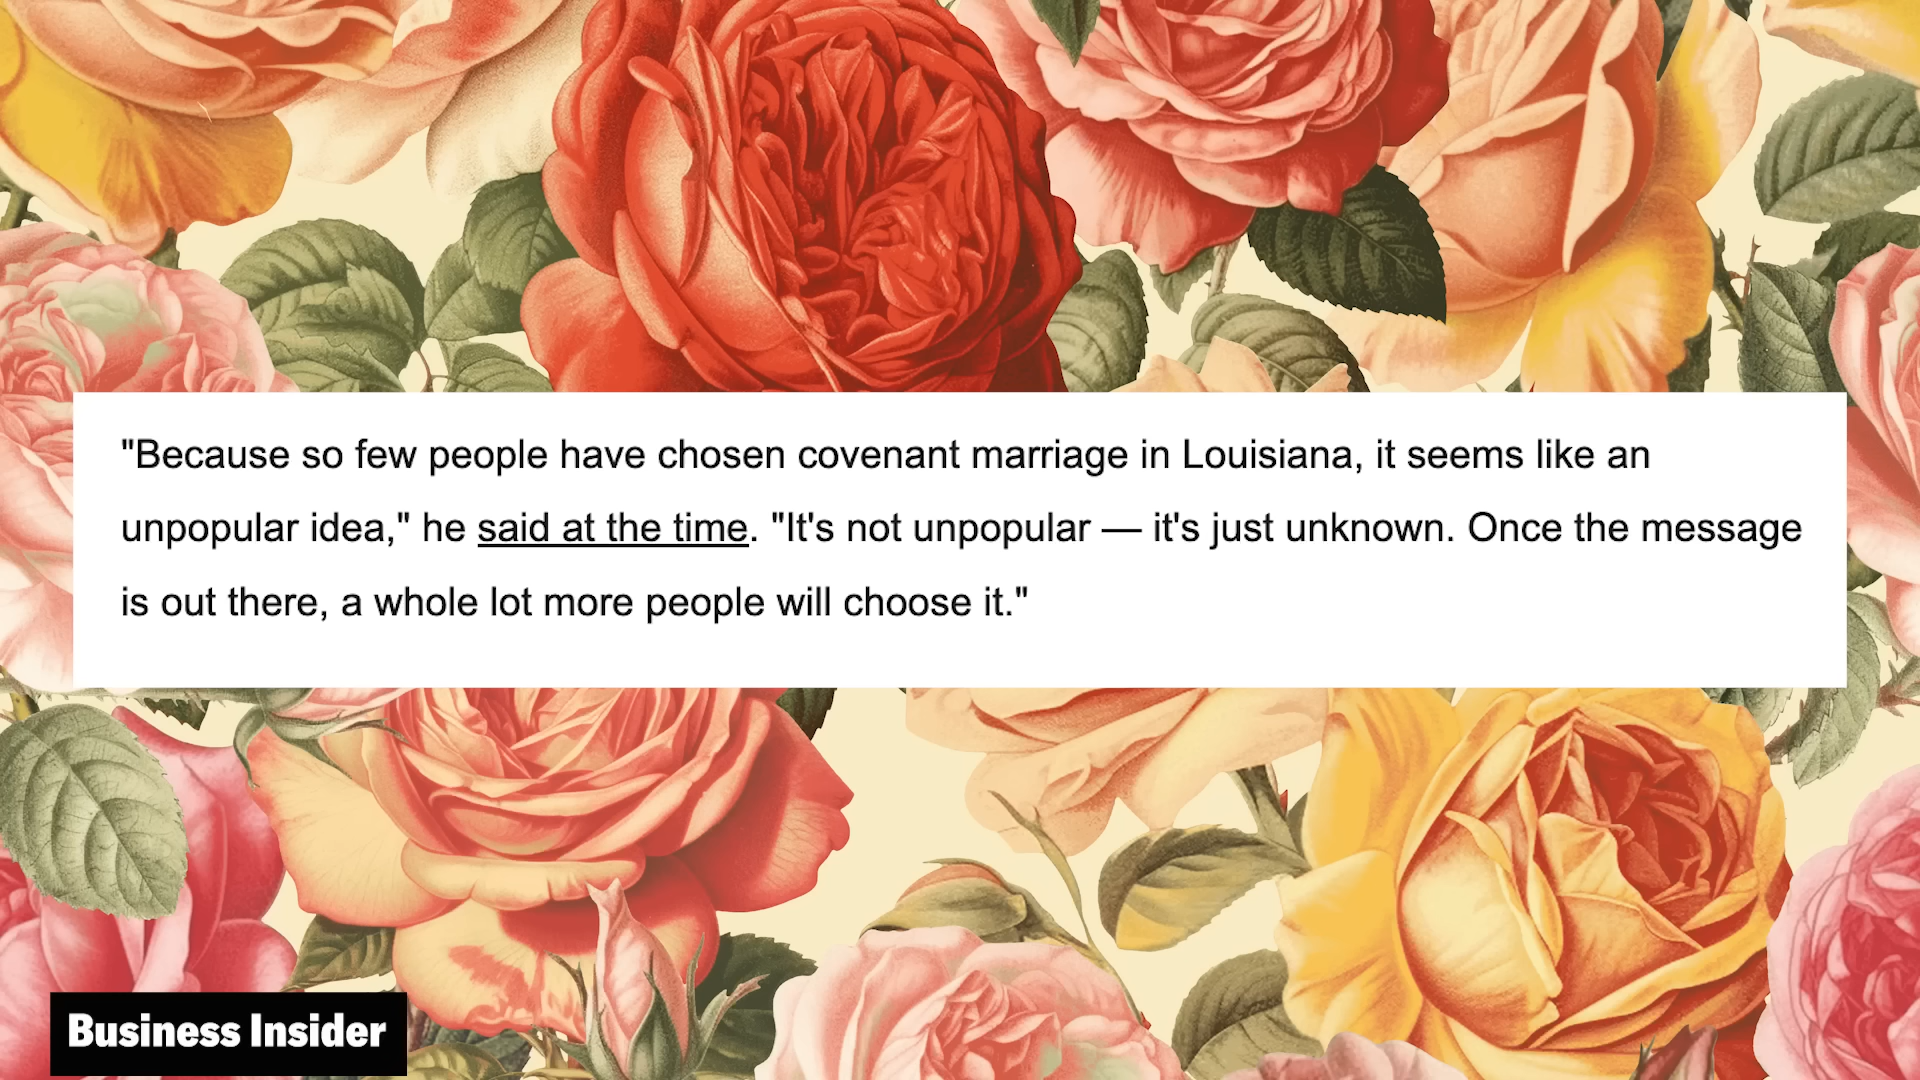 "Because so few people have chosen covenant marriage in Louisiana, it seems like an
unpopular idea," he said at the time. "It's not unpopular — it's just unknown. Once the message
is out there, a whole lot more people will choose it."
Business Insider